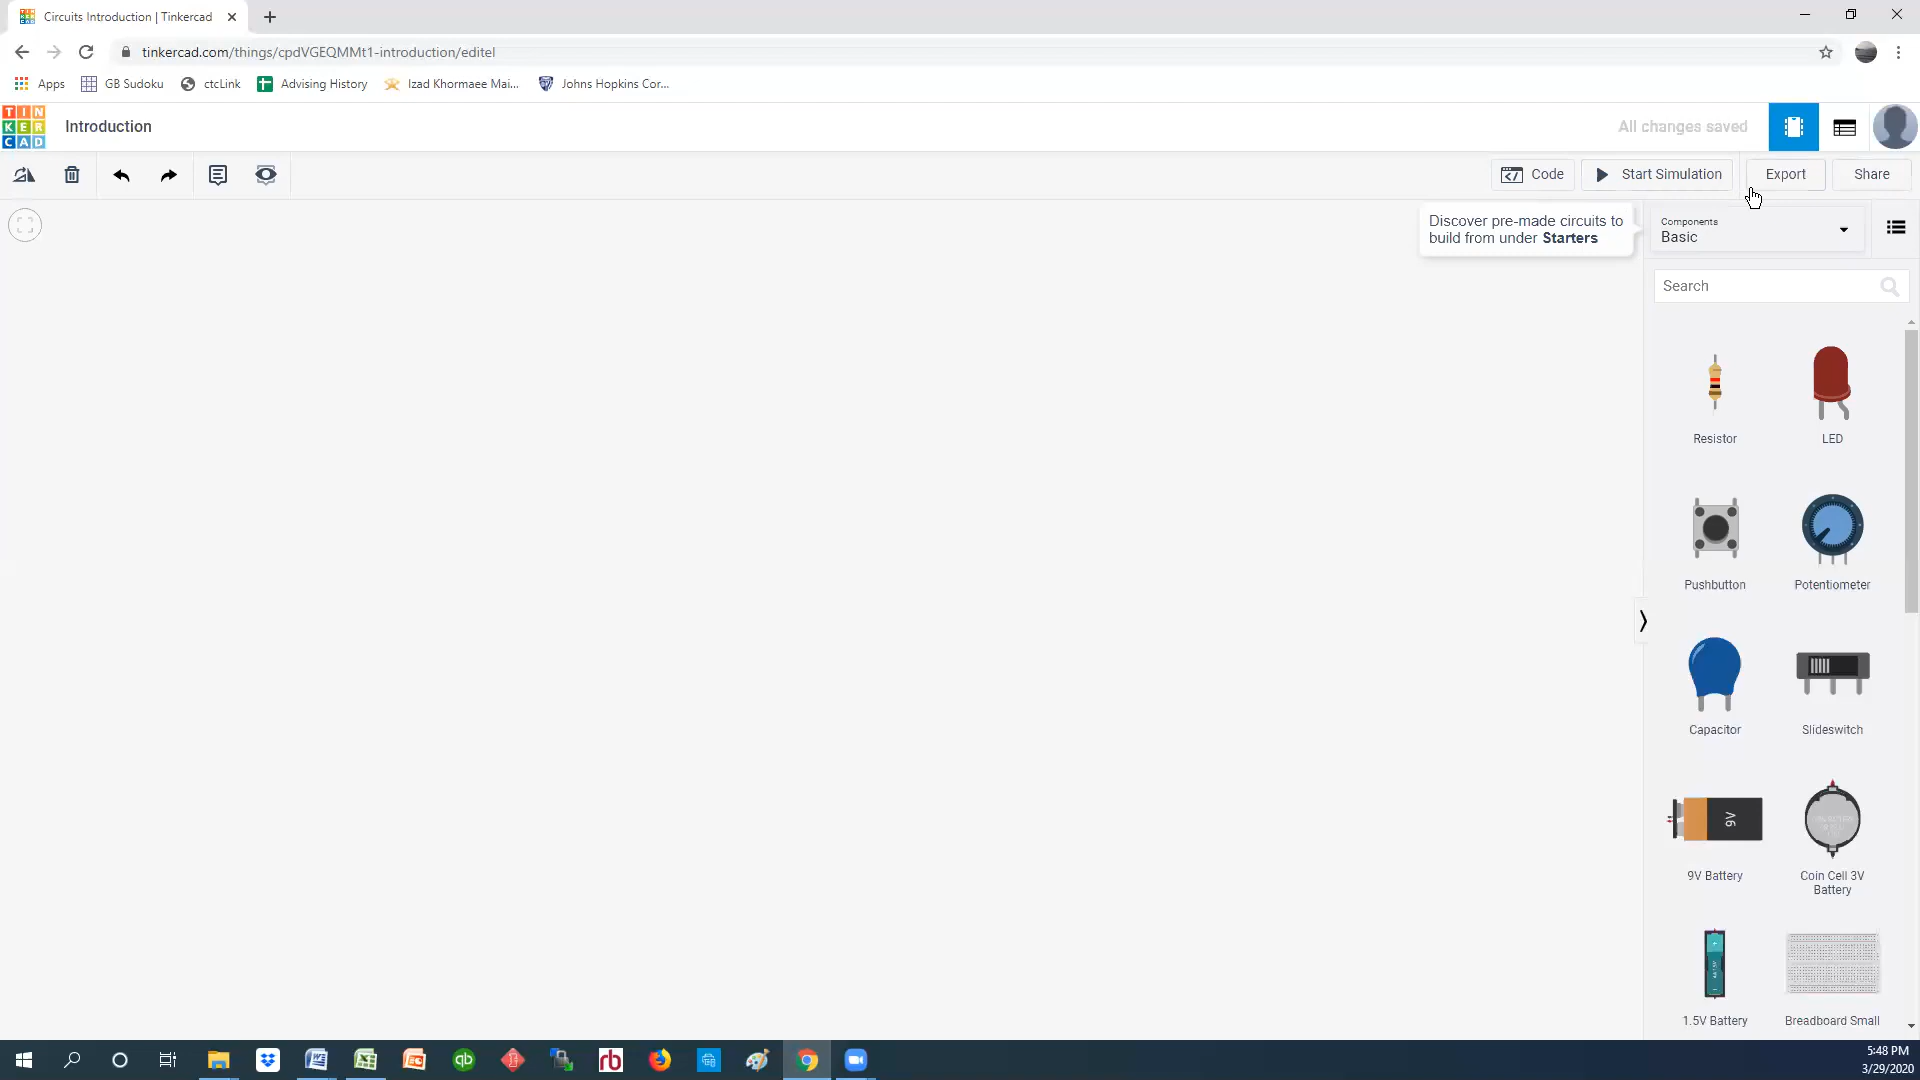 Circuits Introduction | Tinkercad
tinkercad.com/things/cpdVGEQMMt1-introduction/editel
Apps
GB Sudoku
ctcLink
Advising History
Izad Khormaee Mai...
Johns Hopkins Cor...
TIN
KER
CAD
Introduction
All changes saved
Code
Start Simulation
Export
Share
Discover pre-made circuits to
build from under Starters
Components
Basic
Search
Resistor
LED
Pushbutton
Potentiometer
Capacitor
Slideswitch
9V
9V Battery
Coin Cell 3V
Battery
1.5V Battery
Breadboard Small
qb
rb
5:48 PM
3/29/2020